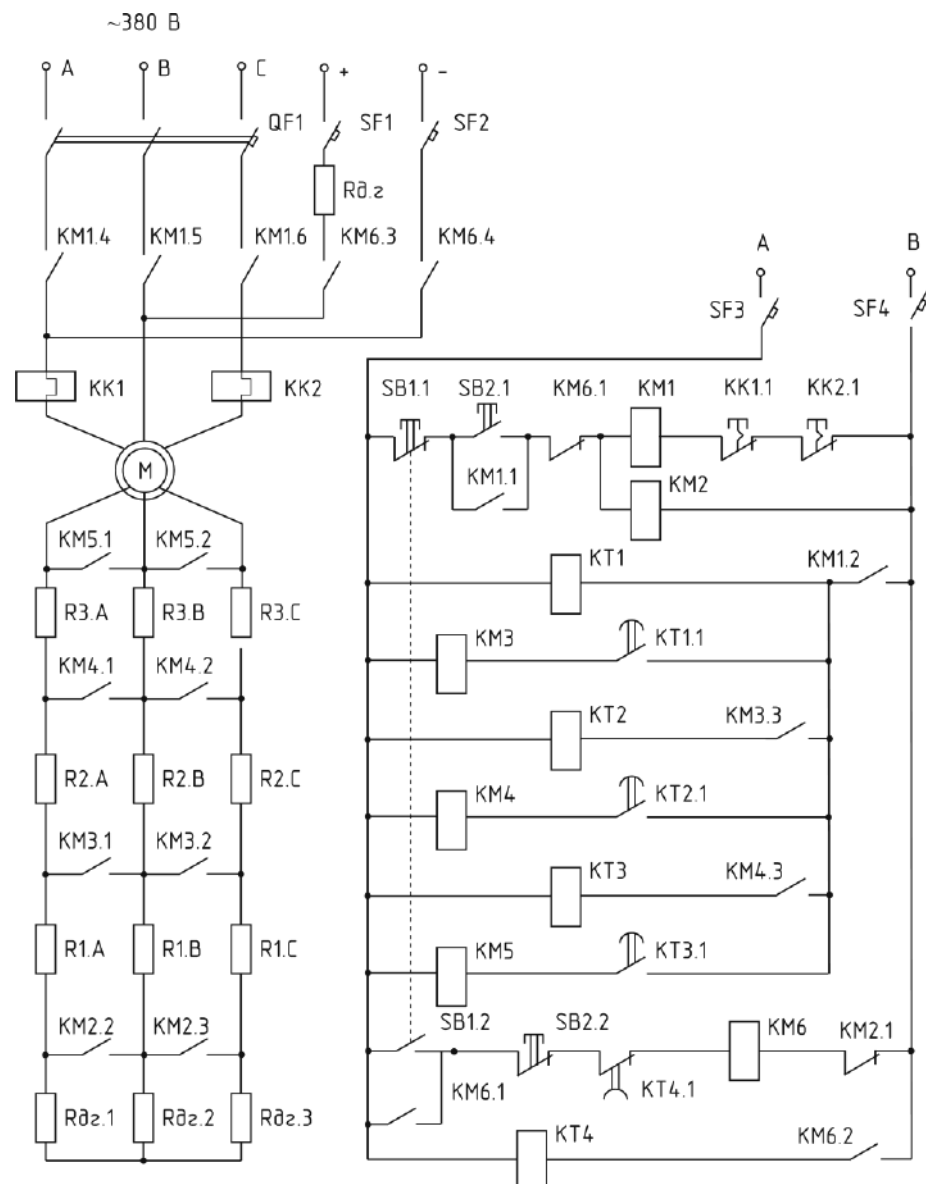 ~380 В
A B C + -
QF1 SF1 SF2
Rд.г
KM1.4 KM1.5 KM1.6 KM6.3 KM6.4
A B
SF3 SF4
KK1 KK2
SB1.1 SB2.1 KM6.1 KM1 KK1.1 KK2.1
M
KM1.1 KM2
KM5.1 KM5.2
KT1 KM1.2
R3.A R3.B R3.C
KM3 KT1.1
KM4.1 KM4.2
KT2 KM3.3
R2.A R2.B R2.C
KM4 KT2.1
KM3.1 KM3.2
KT3 KM4.3
R1.A R1.B R1.C
KM5 KT3.1
KM2.2 KM2.3
SB1.2 SB2.2 KM6 KM2.1
KM6.1 KT4.1
Rдг.1 Rдг.2 Rдг.3
KT4 KM6.2